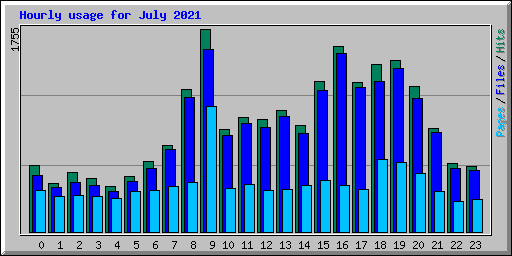 Hourly usage for July 2021
1755
Pages/Files/Hits
0 1 2 3 4 5 6 7 8 9 10 11 12 13 14 15 16 17 18 19 20 21 22 23